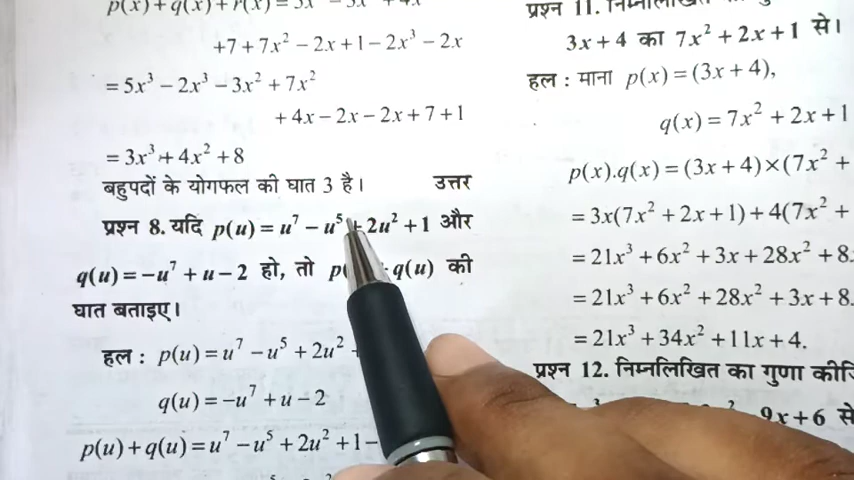 p(x)+q(x)+r(x)=
+7+7x² −2x+1−2x³ −2x
=5x³ −2x³ −3x² +7x²
+4x−2x−2x+7+1
=3x³ +4x² +8
बहुपदों के योगफल की घात 3 है। उत्तर
प्रश्न 8. यदि p(u) = u⁷ − u⁵ + 2u² + 1 और
q(u) = −u⁷ + u − 2 हो, तो q(u) की
घात बताइए।
हल : p(u) = u⁷ − u⁵ + 2u²
q(u) = −u⁷ + u − 2
p(u)+q(u)=u⁷ −u⁵ +2u² +1−
प्रश्न 11.
3x+4 का 7x² +2x+1 से।
हल : माना p(x)=(3x+4),
q(x)=7x² +2x+1
p(x).q(x)=(3x+4)×(7x² +
=3x(7x² +2x+1)+4(7x² +
=21x³ +6x² +3x+28x² +8
=21x³ +6x² +28x² +3x+8
=21x³ +34x² +11x+4.
प्रश्न 12. निम्नलिखित का गुणा कीजि
9x+6 से